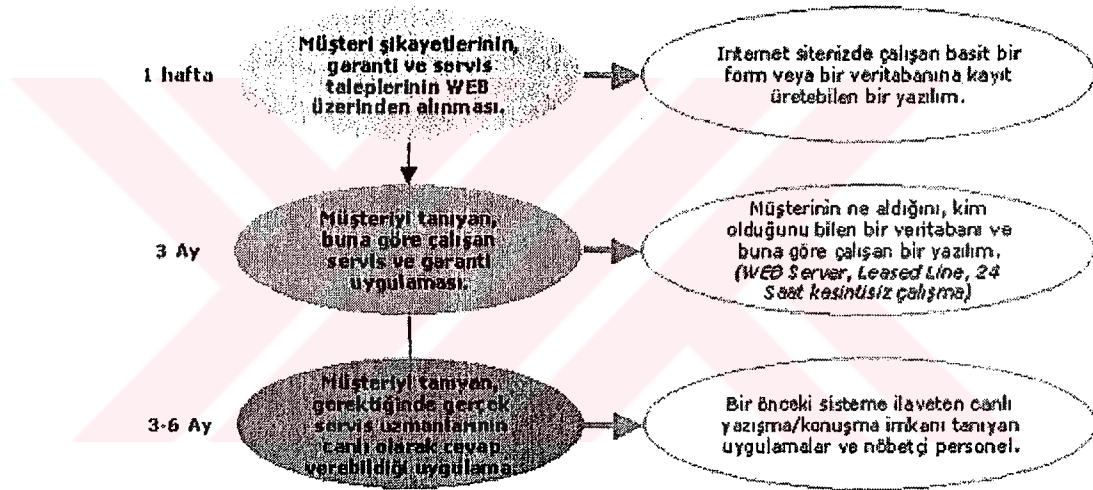 Müşteri şikayetlerinin,
garanti ve servis
taleplerinin WEB
üzerinden alınması.
1 hafta
Internet sitenizde çalışan basit bir
form veya bir veritabanına kayıt
üretebilen bir yazılım.
Müşteriyi tanıyan,
buna göre çalışan
servis ve garanti
uygulaması.
3 Ay
Müşterinin ne aldığını, kim
olduğunu bilen bir veritabanı ve
buna göre çalışan bir yazılım.
(WEB Server, Leased Line, 24
Saat kesintisiz çalışma)
Müşteriyi tanıyan,
gerektiğinde gerçek
servis uzmanlarının
canlı olarak cevap
verebildiği uygulama.
3-6 Ay
Bir önceki sisteme ilaveten canlı
yazışma/konuşma imkanı tanıyan
uygulamalar ve nöbetçi personel.